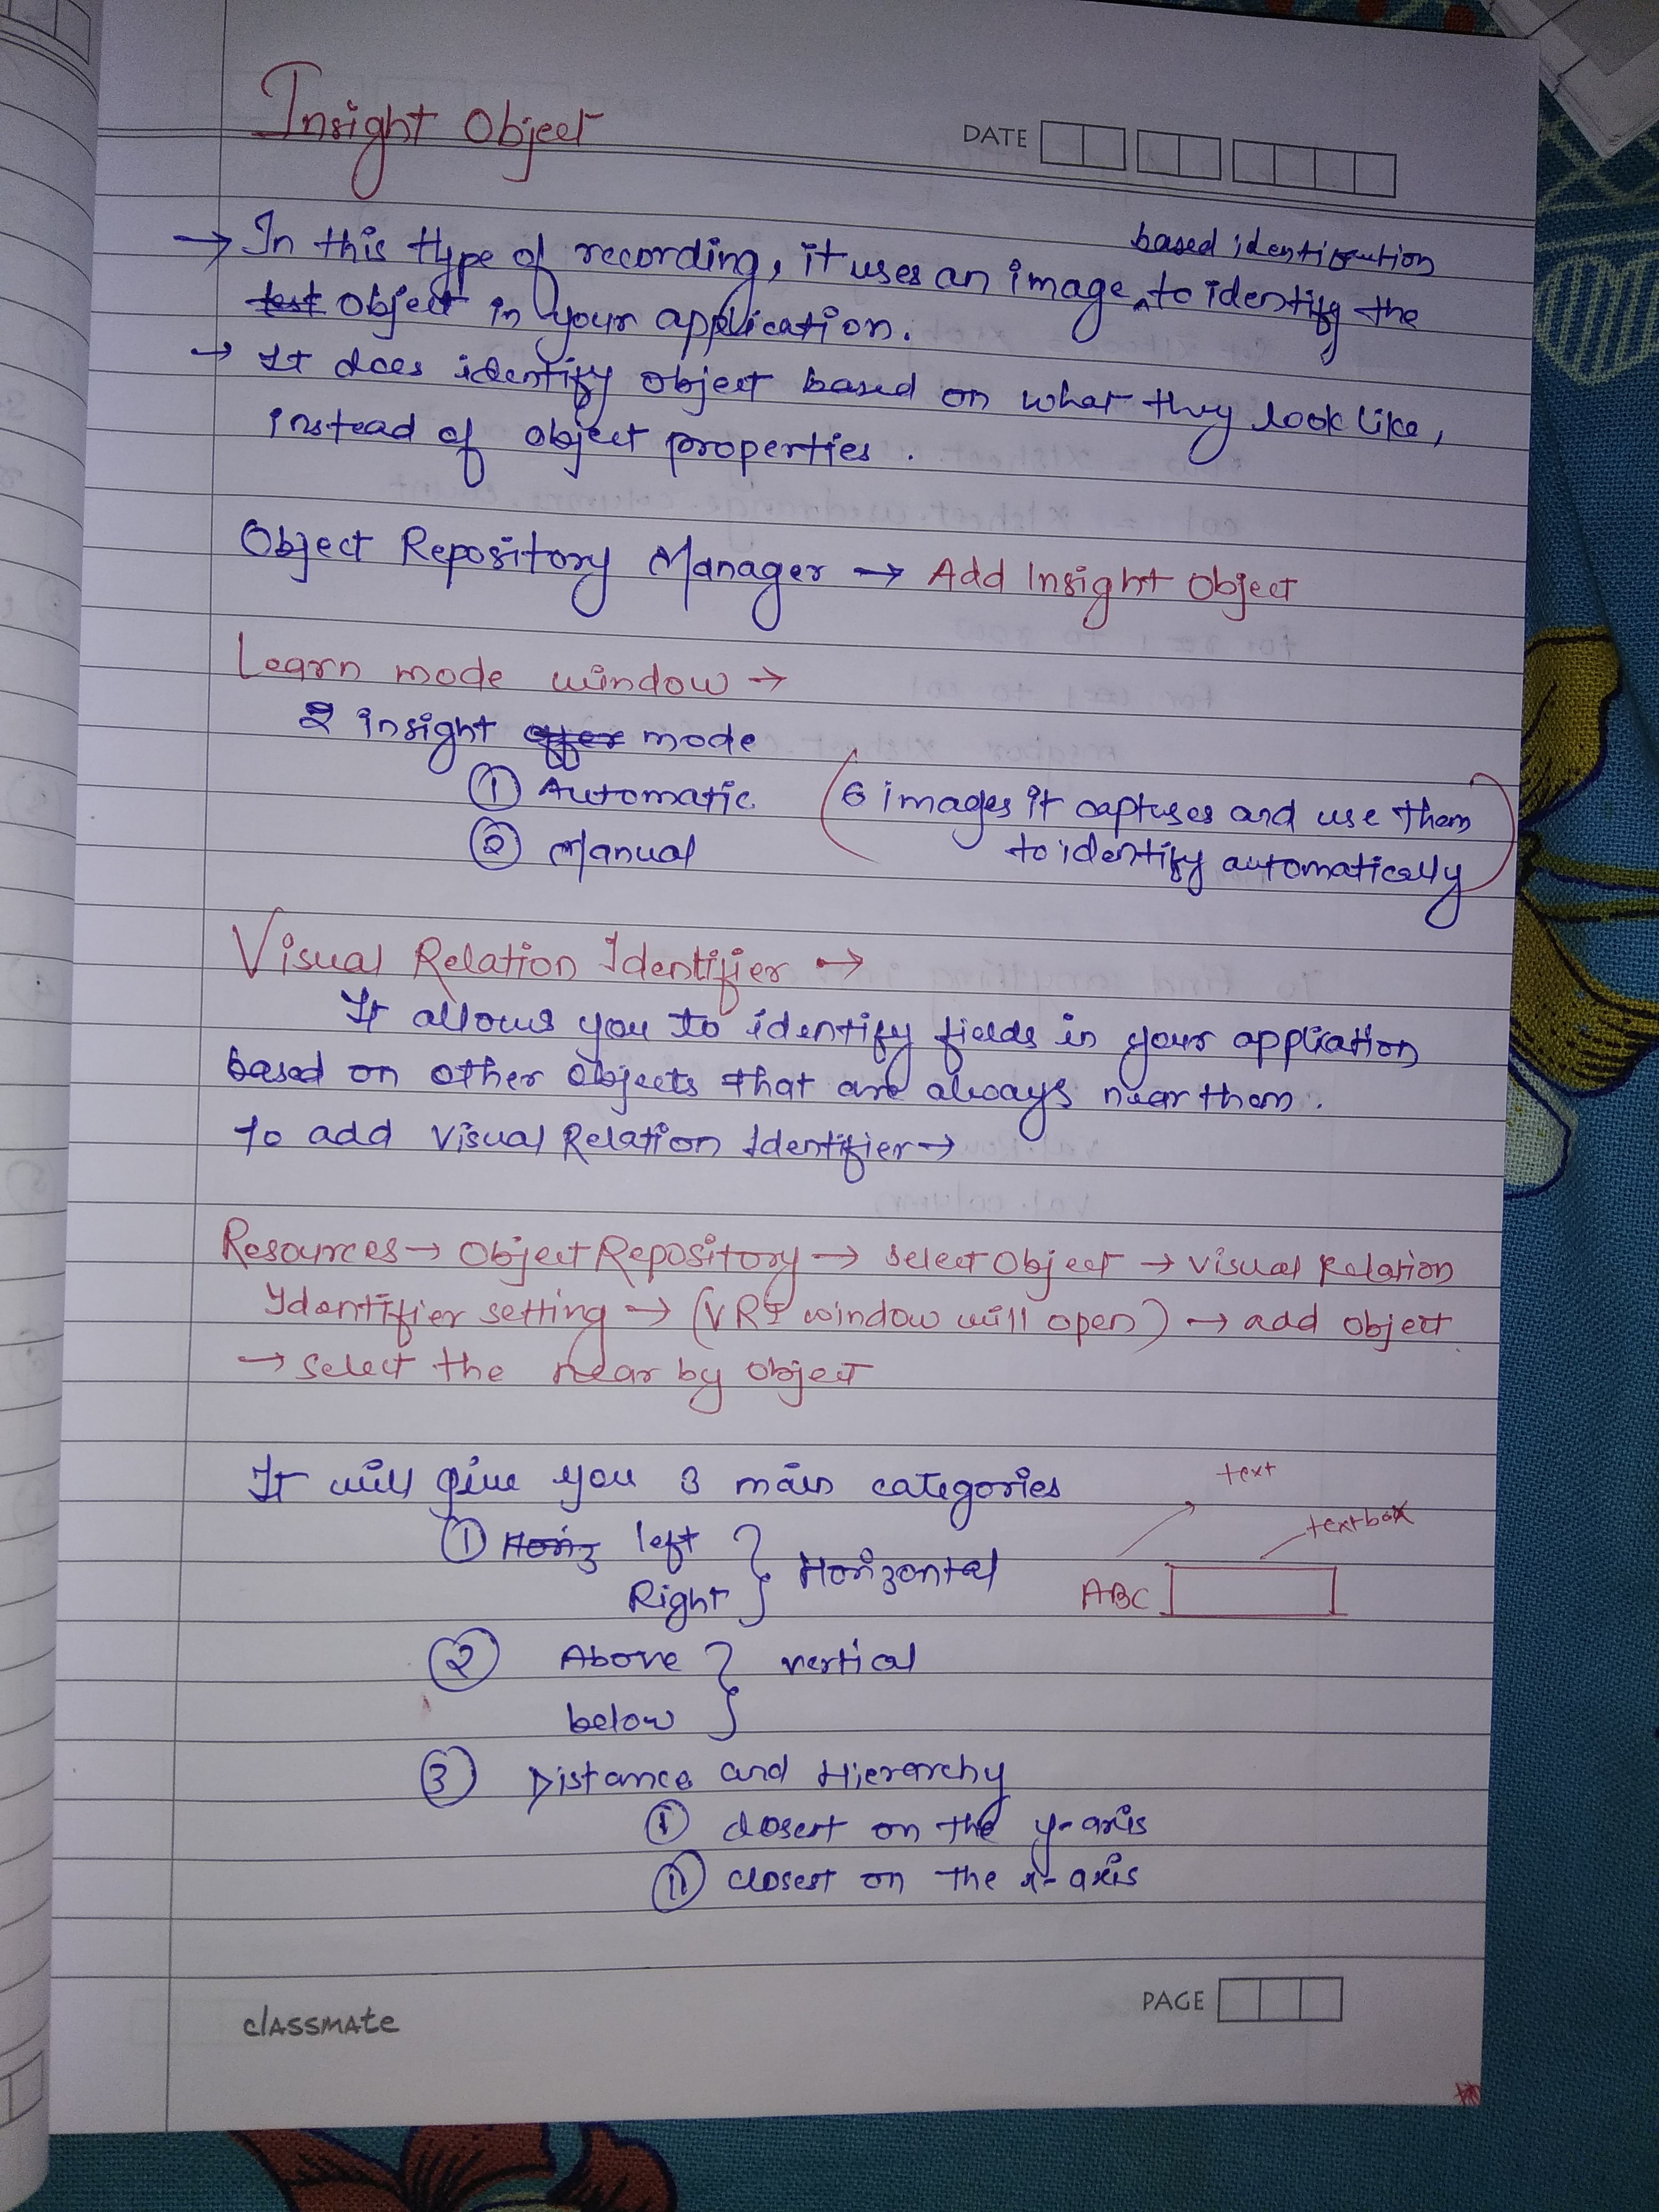 Insight Object
DATE
based identification
→ In this type of recording, it uses an image ^ to identify the
test object in your application.
→ It does identify object based on what they look like,
instead of object properties.
Object Repository Manager → Add Insight Object
Learn mode window →
2 insight offer mode
① Automatic (6 images it captuses and use them
② Manual to identify automatically)
Visual Relation Identifier →
It allows you to identify fields in your appliation
based on other objects that are always near them.
to add Visual Relation Identifier →
Resources → Object Repository → select Object → visual Relation
Identifier setting → (VRI window will open) → add object
→ select the near by object
It will give you 3 main categories
text
① Horiz left } Horizontal
textbox
Right
ABC
② Above } vertical
below
③ Distance and Hierarchy
① closest on the y-axis
⑪ closest on the x-axis
classmate
PAGE